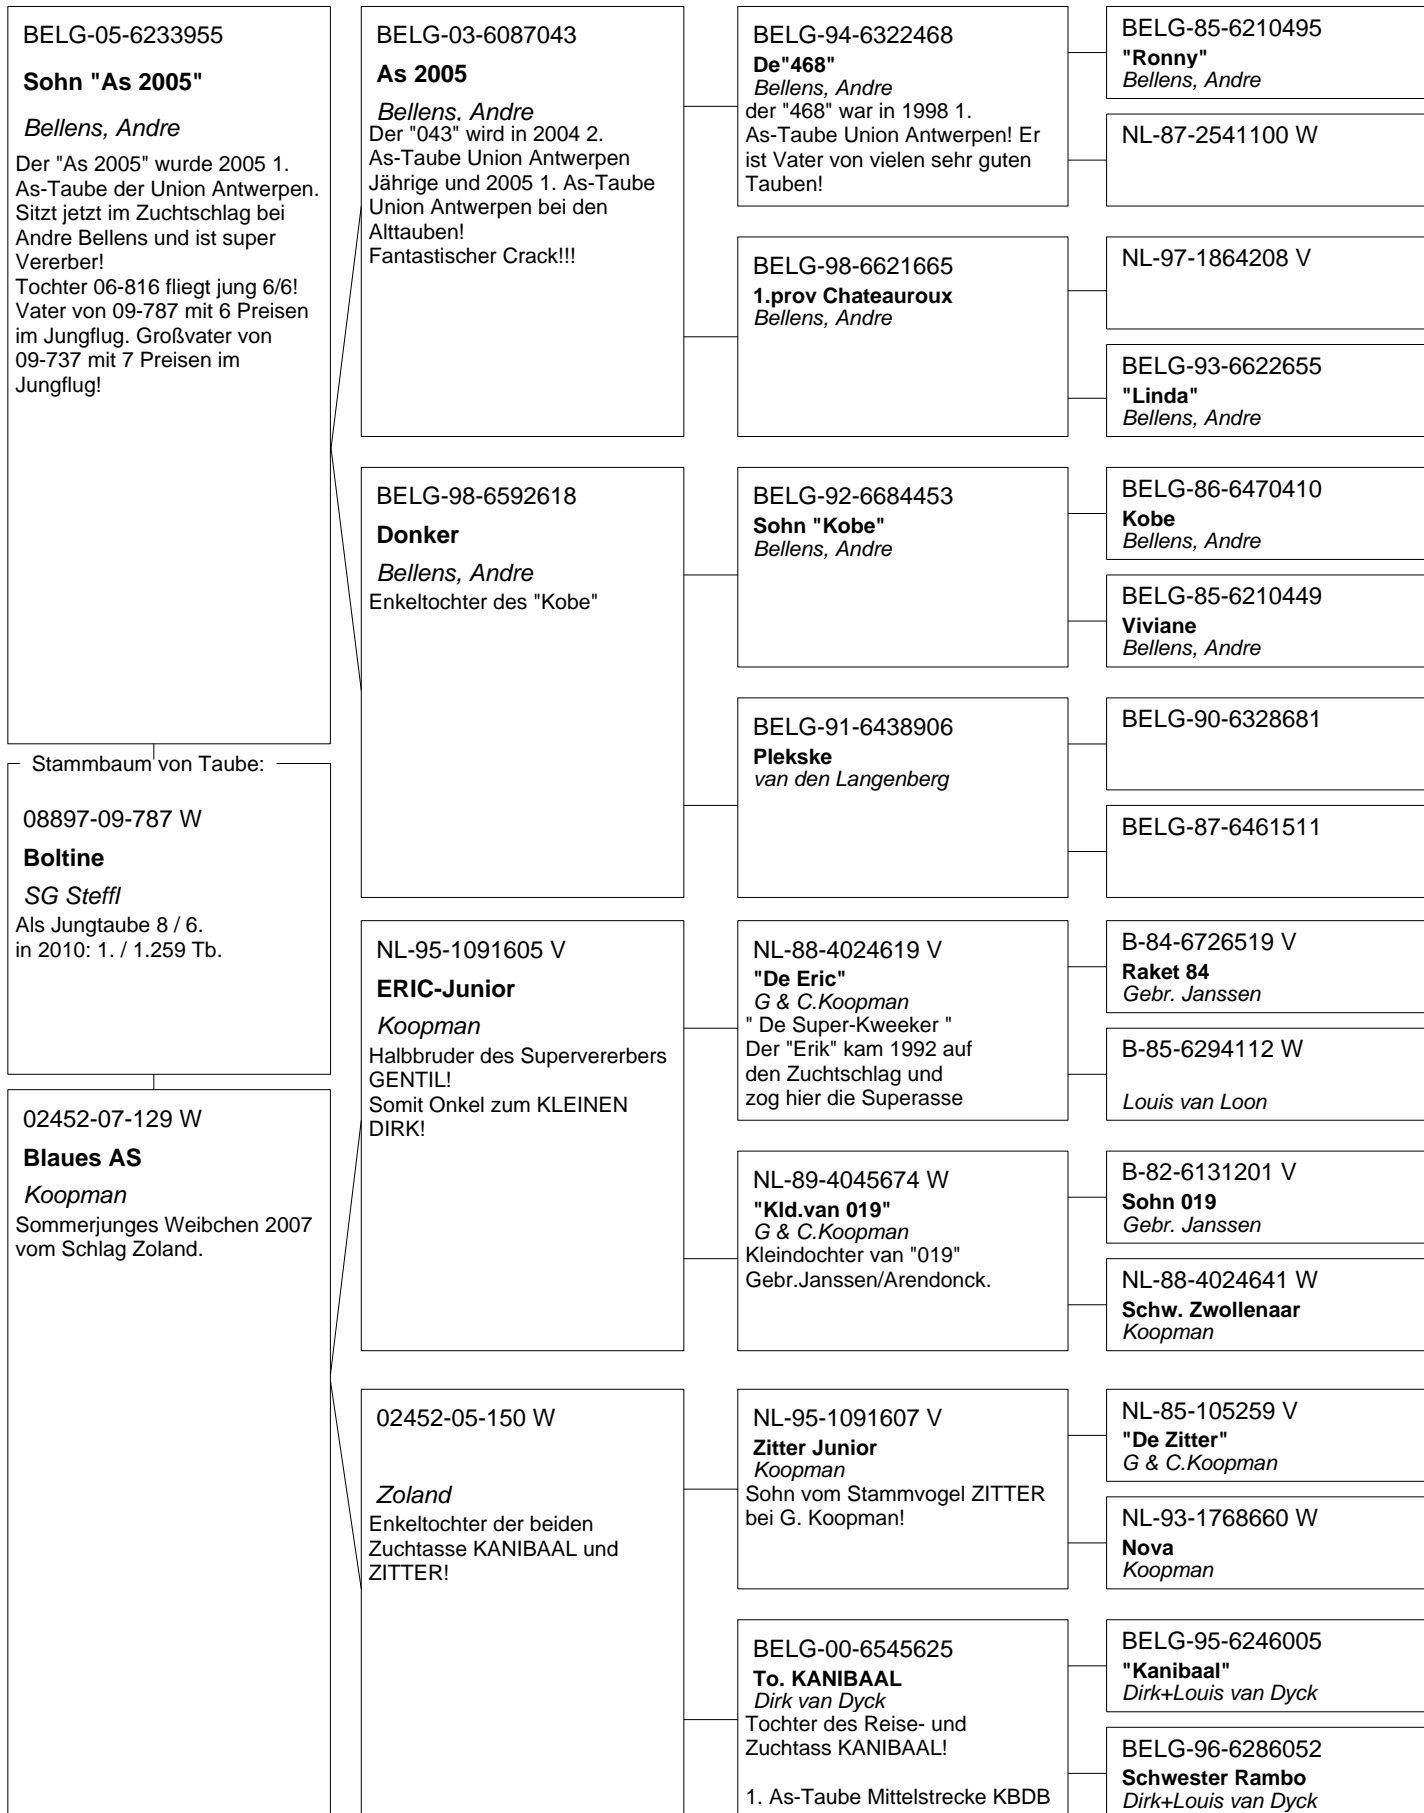 BELG-05-6233955
Sohn "As 2005"
Bellens, Andre
Der "As 2005" wurde 2005 1.
As-Taube der Union Antwerpen.
Sitzt jetzt im Zuchtschlag bei
Andre Bellens und ist super
Vererber!
Tochter 06-816 fliegt jung 6/6!
Vater von 09-787 mit 6 Preisen
im Jungflug. Großvater von
09-737 mit 7 Preisen im
Jungflug!
Stammbaum von Taube:
08897-09-787 W
Boltine
SG Steffl
Als Jungtaube 8 / 6.
in 2010: 1. / 1.259 Tb.
02452-07-129 W
Blaues AS
Koopman
Sommerjunges Weibchen 2007
vom Schlag Zoland.
BELG-03-6087043
As 2005
Bellens, Andre
Der "043" wird in 2004 2.
As-Taube Union Antwerpen
Jährige und 2005 1. As-Taube
Union Antwerpen bei den
Alttauben!
Fantastischer Crack!!!
BELG-98-6592618
Donker
Bellens, Andre
Enkeltochter des "Kobe"
NL-95-1091605 V
ERIC-Junior
Koopman
Halbbruder des Supervererbers
GENTIL!
Somit Onkel zum KLEINEN
DIRK!
02452-05-150 W
Zoland
Enkeltochter der beiden
Zuchtasse KANIBAAL und
ZITTER!
BELG-94-6322468
De"468"
Bellens, Andre
der "468" war in 1998 1.
As-Taube Union Antwerpen! Er
ist Vater von vielen sehr guten
Tauben!
BELG-98-6621665
1.prov Chateauroux
Bellens, Andre
BELG-92-6684453
Sohn "Kobe"
Bellens, Andre
BELG-91-6438906
Plekske
van den Langenberg
NL-88-4024619 V
"De Eric"
G & C.Koopman
" De Super-Kweeker "
Der "Erik" kam 1992 auf
den Zuchtschlag und
zog hier die Superasse
NL-89-4045674 W
"Kld.van 019"
G & C.Koopman
Kleindochter van "019"
Gebr.Janssen/Arendonck.
NL-95-1091607 V
Zitter Junior
Koopman
Sohn vom Stammvogel ZITTER
bei G. Koopman!
BELG-00-6545625
To. KANIBAAL
Dirk van Dyck
Tochter des Reise- und
Zuchtass KANIBAAL!
1. As-Taube Mittelstrecke KBDB
BELG-85-6210495
"Ronny"
Bellens, Andre
NL-87-2541100 W
NL-97-1864208 V
BELG-93-6622655
"Linda"
Bellens, Andre
BELG-86-6470410
Kobe
Bellens, Andre
BELG-85-6210449
Viviane
Bellens, Andre
BELG-90-6328681
BELG-87-6461511
B-84-6726519 V
Raket 84
Gebr. Janssen
B-85-6294112 W
Louis van Loon
B-82-6131201 V
Sohn 019
Gebr. Janssen
NL-88-4024641 W
Schw. Zwollenaar
Koopman
NL-85-105259 V
"De Zitter"
G & C.Koopman
NL-93-1768660 W
Nova
Koopman
BELG-95-6246005
"Kanibaal"
Dirk+Louis van Dyck
BELG-96-6286052
Schwester Rambo
Dirk+Louis van Dyck